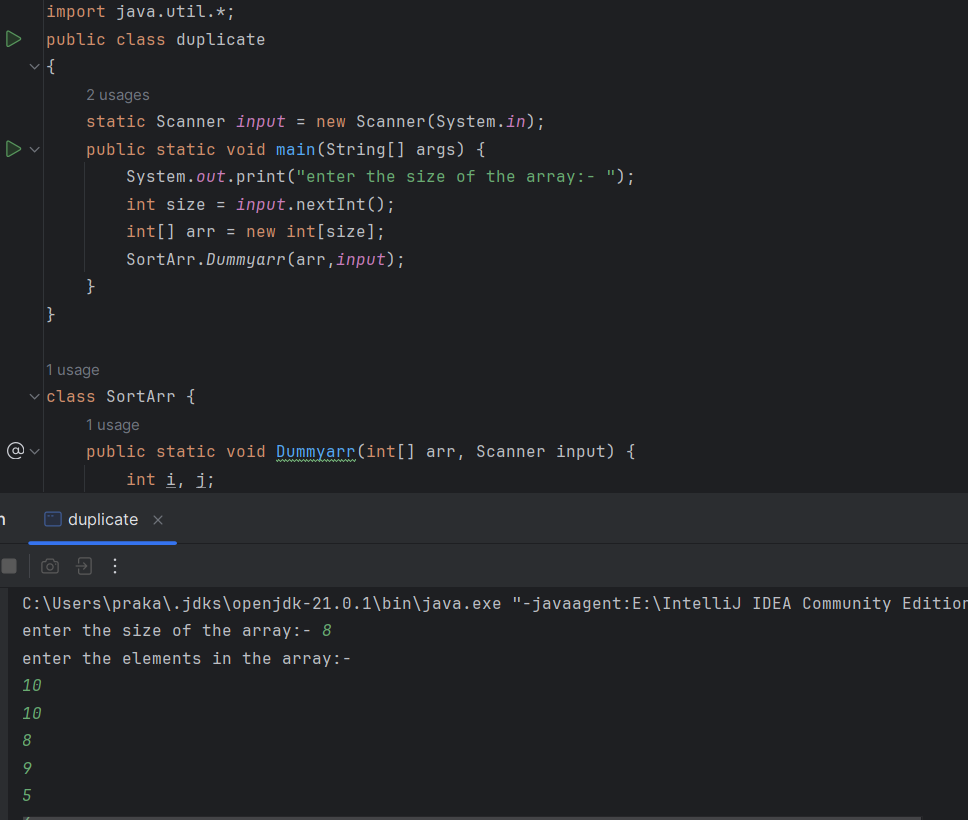 import java.util.*;
public class duplicate
{
2 usages
static Scanner input = new Scanner(System.in);
public static void main(String[] args) {
System.out.print("enter the size of the array:- ");
int size = input.nextInt();
int[] arr = new int[size];
SortArr.Dummyarr(arr,input);
}
}
1 usage
class SortArr {
1 usage
@
public static void Dummyarr(int[] arr, Scanner input) {
int i, j;
n
duplicate
C:\Users\praka\.jdks\openjdk-21.0.1\bin\java.exe "-javaagent:E:\IntelliJ IDEA Community Edition
enter the size of the array:- 8
enter the elements in the array:-
10
10
8
9
5